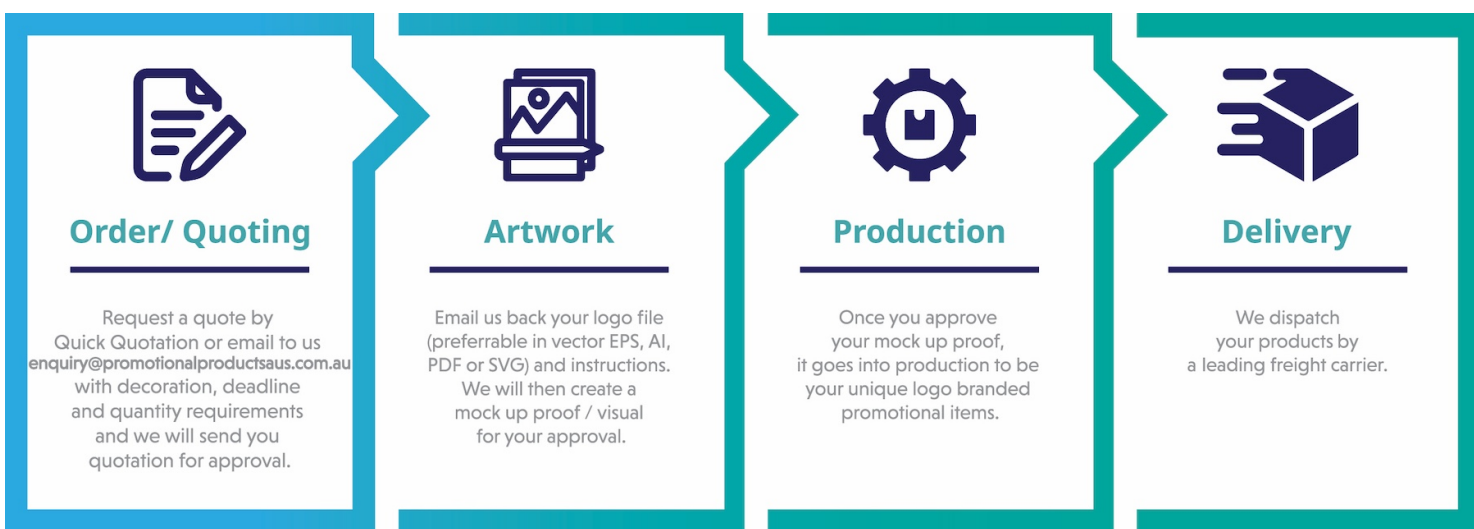 Order/ Quoting
Request a quote by
Quick Quotation or email to us
enquiry@promotionalproductsaus.com.au
with decoration, deadline
and quantity requirements
and we will send you
quotation for approval.
Artwork
Email us back your logo file
(preferrable in vector EPS, AI,
PDF or SVG) and instructions.
We will then create a
mock up proof / visual
for your approval.
Production
Once you approve
your mock up proof,
it goes into production to be
your unique logo branded
promotional items.
Delivery
We dispatch
your products by
a leading freight carrier.